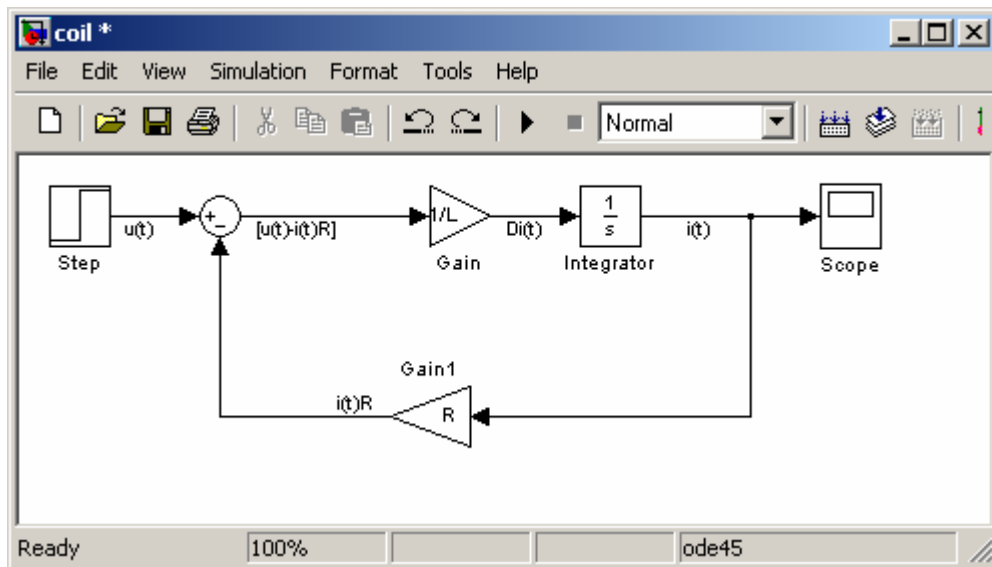 coil *
File Edit View Simulation Format Tools Help
Normal
+
−
u(t)
[u(t)-i(t)R]
1/L
Di(t)
1
s
i(t)
Step
Gain
Integrator
Scope
Gain1
i(t)R
R
Ready 100% ode45